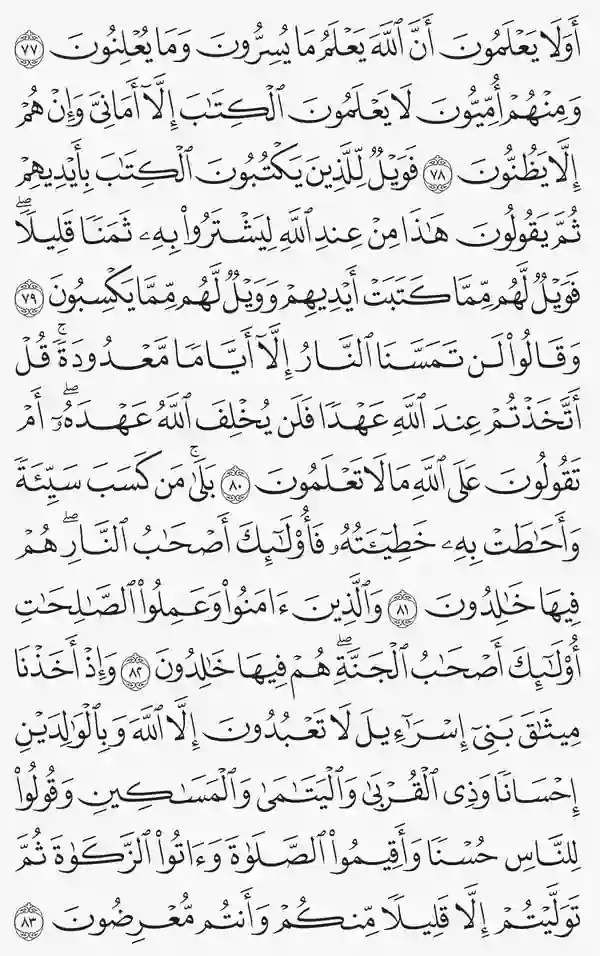 أَوَلَا يَعْلَمُونَ أَنَّ ٱللَّهَ يَعْلَمُ مَا يُسِرُّونَ وَمَا يُعْلِنُونَ ٧٧
وَمِنْهُمْ أُمِّيُّونَ لَا يَعْلَمُونَ ٱلْكِتَٰبَ إِلَّآ أَمَانِىَّ وَإِنْ هُمْ
إِلَّا يَظُنُّونَ ٧٨ فَوَيْلٌ لِّلَّذِينَ يَكْتُبُونَ ٱلْكِتَٰبَ بِأَيْدِيهِمْ
ثُمَّ يَقُولُونَ هَٰذَا مِنْ عِندِ ٱللَّهِ لِيَشْتَرُوا۟ بِهِۦ ثَمَنًا قَلِيلًا ۖ
فَوَيْلٌ لَّهُم مِّمَّا كَتَبَتْ أَيْدِيهِمْ وَوَيْلٌ لَّهُم مِّمَّا يَكْسِبُونَ ٧٩
وَقَالُوا۟ لَن تَمَسَّنَا ٱلنَّارُ إِلَّآ أَيَّامًا مَّعْدُودَةً ۚ قُلْ
أَتَّخَذْتُمْ عِندَ ٱللَّهِ عَهْدًا فَلَن يُخْلِفَ ٱللَّهُ عَهْدَهُۥٓ ۖ أَمْ
تَقُولُونَ عَلَى ٱللَّهِ مَا لَا تَعْلَمُونَ ٨٠ بَلَىٰ ۚ مَن كَسَبَ سَيِّئَةً
وَأَحَٰطَتْ بِهِۦ خَطِيٓـَٔتُهُۥ فَأُو۟لَٰٓئِكَ أَصْحَٰبُ ٱلنَّارِ ۖ هُمْ
فِيهَا خَٰلِدُونَ ٨١ وَٱلَّذِينَ ءَامَنُوا۟ وَعَمِلُوا۟ ٱلصَّٰلِحَٰتِ
أُو۟لَٰٓئِكَ أَصْحَٰبُ ٱلْجَنَّةِ ۖ هُمْ فِيهَا خَٰلِدُونَ ٨٢ وَإِذْ أَخَذْنَا
مِيثَٰقَ بَنِىٓ إِسْرَٰٓءِيلَ لَا تَعْبُدُونَ إِلَّا ٱللَّهَ وَبِٱلْوَٰلِدَيْنِ
إِحْسَانًا وَذِى ٱلْقُرْبَىٰ وَٱلْيَتَٰمَىٰ وَٱلْمَسَٰكِينِ وَقُولُوا۟
لِلنَّاسِ حُسْنًا وَأَقِيمُوا۟ ٱلصَّلَوٰةَ وَءَاتُوا۟ ٱلزَّكَوٰةَ ثُمَّ
تَوَلَّيْتُمْ إِلَّا قَلِيلًا مِّنكُمْ وَأَنتُم مُّعْرِضُونَ ٨٣